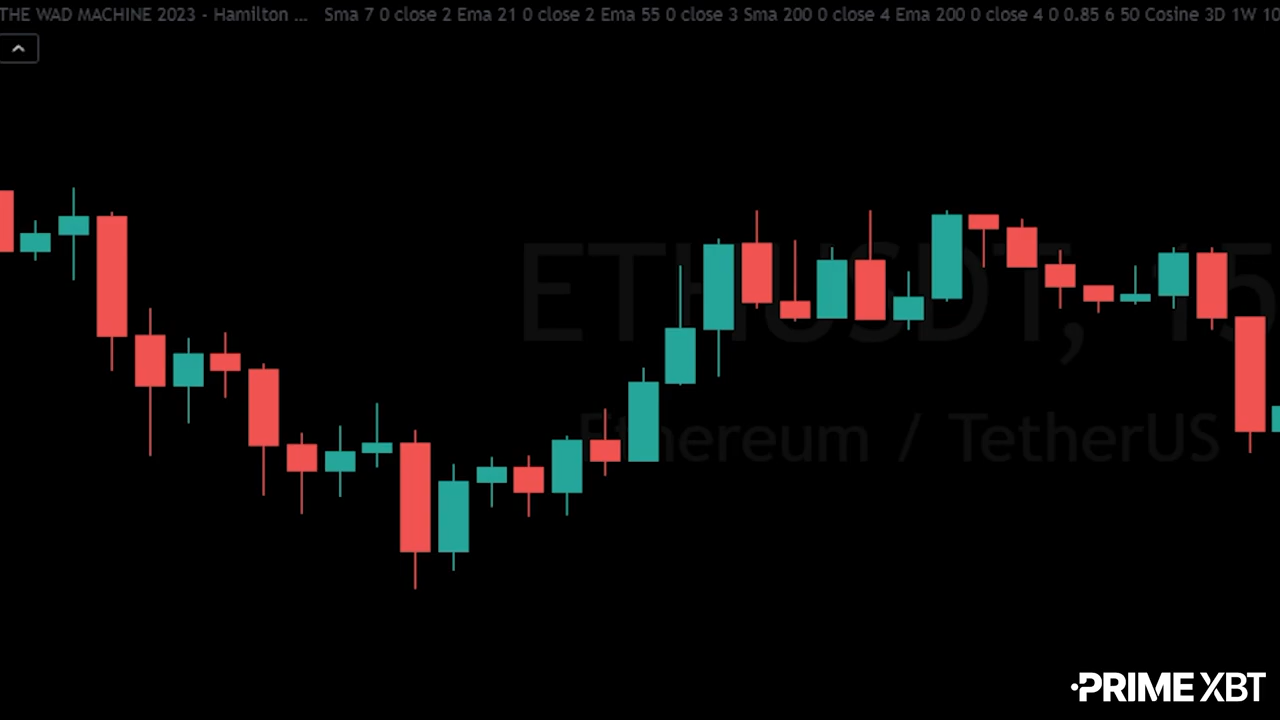 THE WAD MACHINE 2023 - Hamilton ... Sma 7 0 close 2 Ema 21 0 close 2 Ema 55 0 close 3 Sma 200 0 close 4 Ema 200 0 close 4 0 0.85 6 50 Cosine 3D 1W 10
ETHUSDT, 15
Ethereum / TetherUS
PRIME XBT